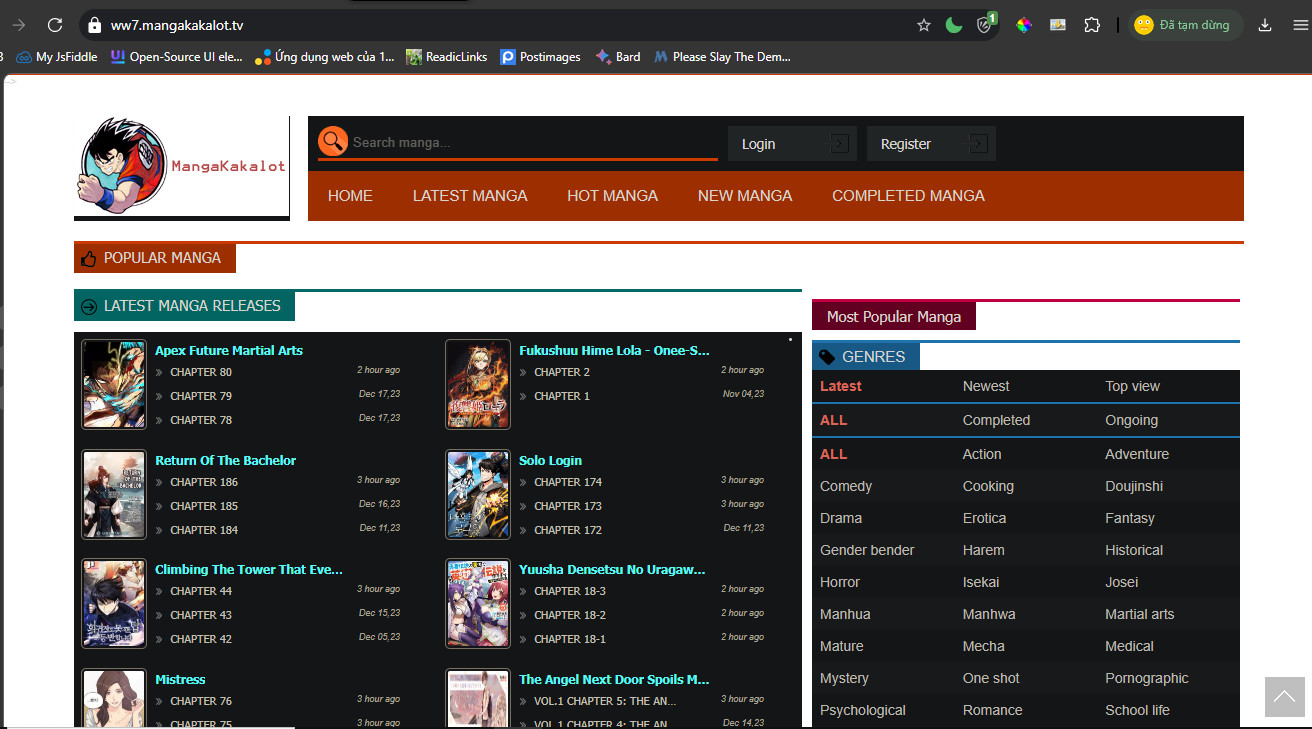 ww7.mangakakalot.tv
1
Đã tạm dừng
My JsFiddle
Open-Source UI ele...
Ứng dụng web của 1...
ReadicLinks
Postimages
Bard
Please Slay The Dem...
MangaKakalot
Search manga...
Login
Register
HOME
LATEST MANGA
HOT MANGA
NEW MANGA
COMPLETED MANGA
POPULAR MANGA
LATEST MANGA RELEASES
Apex Future Martial Arts
CHAPTER 80 2 hour ago
CHAPTER 79 Dec 17,23
CHAPTER 78 Dec 17,23
Fukushuu Hime Lola - Onee-S...
CHAPTER 2 2 hour ago
CHAPTER 1 Nov 04,23
Return Of The Bachelor
CHAPTER 186 3 hour ago
CHAPTER 185 Dec 16,23
CHAPTER 184 Dec 11,23
Solo Login
CHAPTER 174 3 hour ago
CHAPTER 173 3 hour ago
CHAPTER 172 Dec 11,23
Climbing The Tower That Eve...
CHAPTER 44 3 hour ago
CHAPTER 43 Dec 15,23
CHAPTER 42 Dec 05,23
Yuusha Densetsu No Uragaw...
CHAPTER 18-3 2 hour ago
CHAPTER 18-2 2 hour ago
CHAPTER 18-1 2 hour ago
Mistress
CHAPTER 76 3 hour ago
CHAPTER 75 3 hour ago
The Angel Next Door Spoils M...
VOL.1 CHAPTER 5: THE AN... 3 hour ago
VOL.1 CHAPTER 4: THE AN... Dec 14,23
Most Popular Manga
GENRES
Latest Newest Top view
ALL Completed Ongoing
ALL Action Adventure
Comedy Cooking Doujinshi
Drama Erotica Fantasy
Gender bender Harem Historical
Horror Isekai Josei
Manhua Manhwa Martial arts
Mature Mecha Medical
Mystery One shot Pornographic
Psychological Romance School life